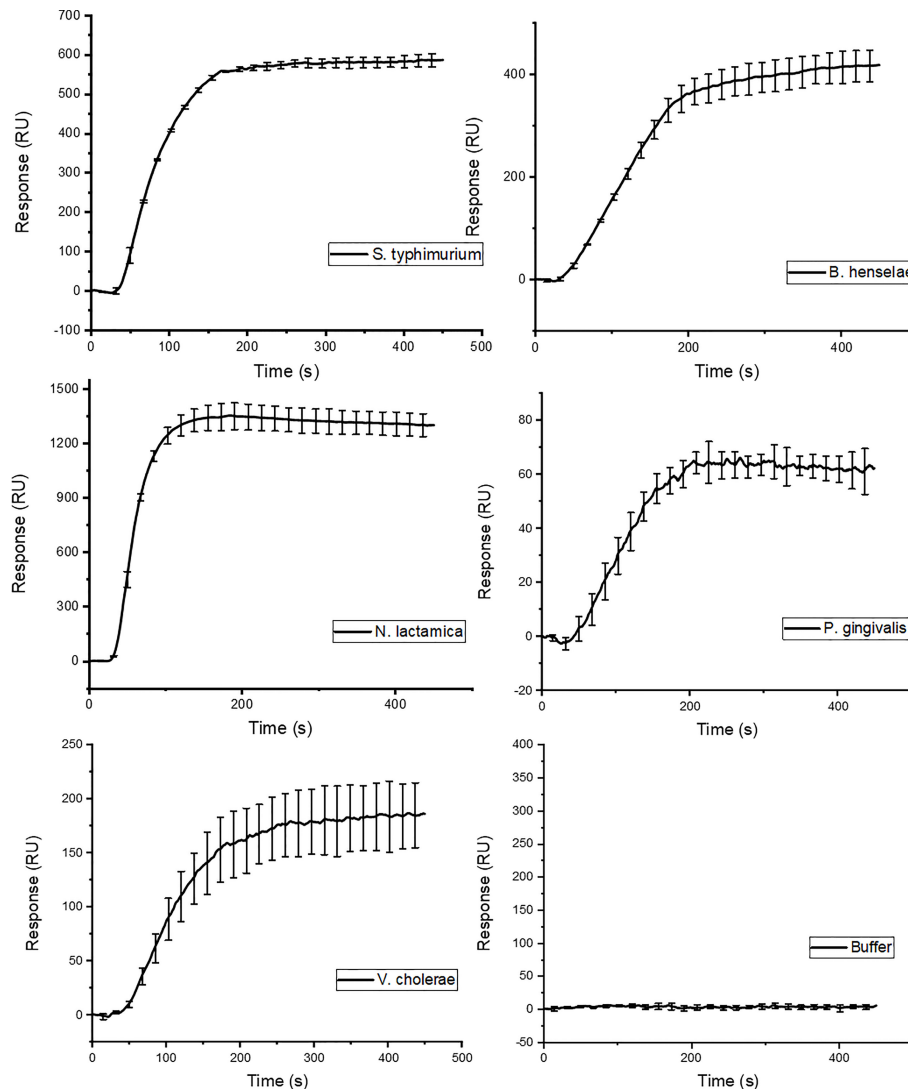 700
600
500
400
300
200
100
0
-100
Response (RU)
S. typhimurium
0 100 200 300 400 500
Time (s)
400
200
0
Response (RU)
B. henselae
0 200 400
Time (s)
1500
1200
900
600
300
0
Response (RU)
N. lactamica
0 200 400
Time (s)
80
60
40
20
0
-20
Response (RU)
P. gingivalis
0 200 400
Time (s)
250
200
150
100
50
0
Response (RU)
V. cholerae
0 100 200 300 400 500
Time (s)
400
350
300
250
200
150
100
50
0
-50
Response (RU)
Buffer
0 200 400
Time (s)